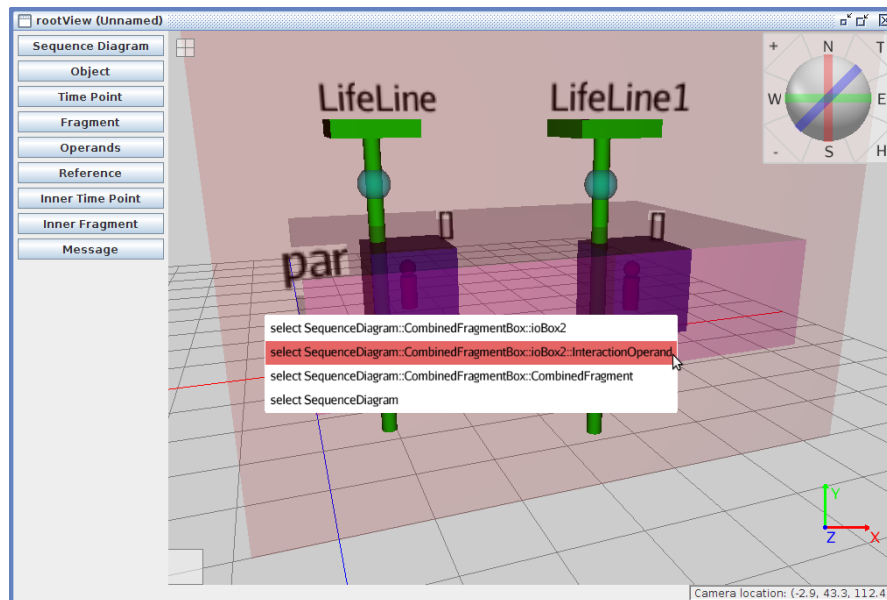 rootView (Unnamed)
Sequence Diagram
Object
Time Point
Fragment
Operands
Reference
Inner Time Point
Inner Fragment
Message
LifeLine
LifeLine1
[]
[]
par
+
N
T
W
E
-
S
H
select SequenceDiagram::CombinedFragmentBox::ioBox2
select SequenceDiagram::CombinedFragmentBox::ioBox2::InteractionOperand
select SequenceDiagram::CombinedFragmentBox::CombinedFragment
select SequenceDiagram
Y
Z
X
Camera location: (-2.9, 43.3, 112.4